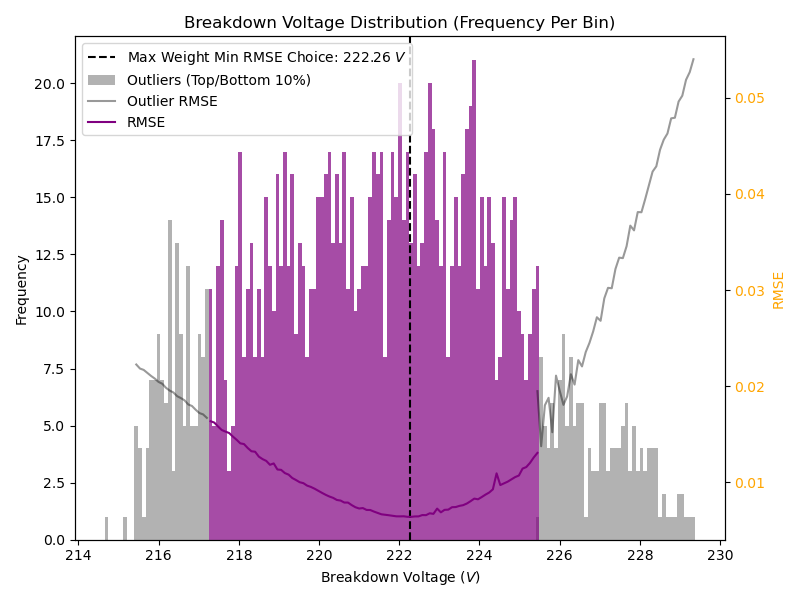 Breakdown Voltage Distribution (Frequency Per Bin)
Max Weight Min RMSE Choice: 222.26 V
Outliers (Top/Bottom 10%)
Outlier RMSE
RMSE
20.0
17.5
15.0
12.5
10.0
7.5
5.0
2.5
0.0
Frequency
0.05
0.04
0.03
0.02
0.01
RMSE
214
216
218
220
222
224
226
228
230
Breakdown Voltage (V)